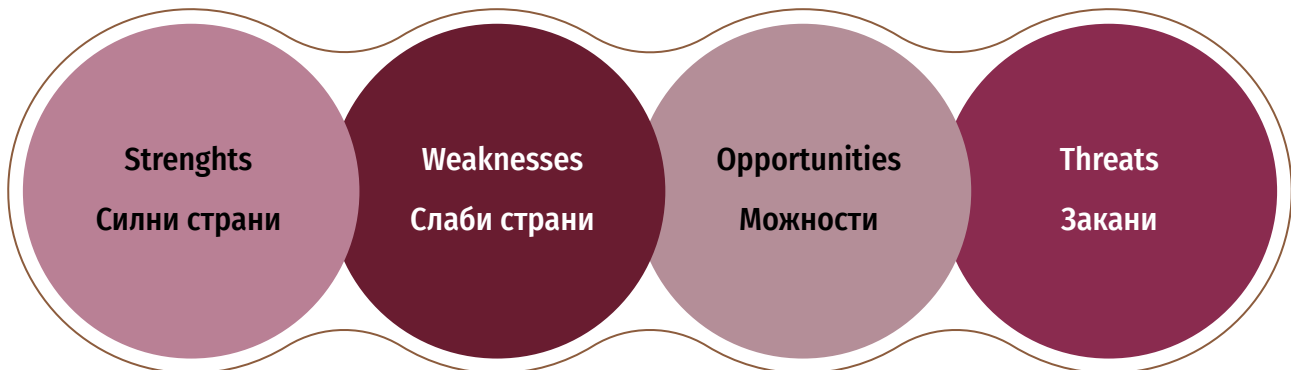 Strenghts
Силни страни
Weaknesses
Слаби страни
Opportunities
Можности
Threats
Закани